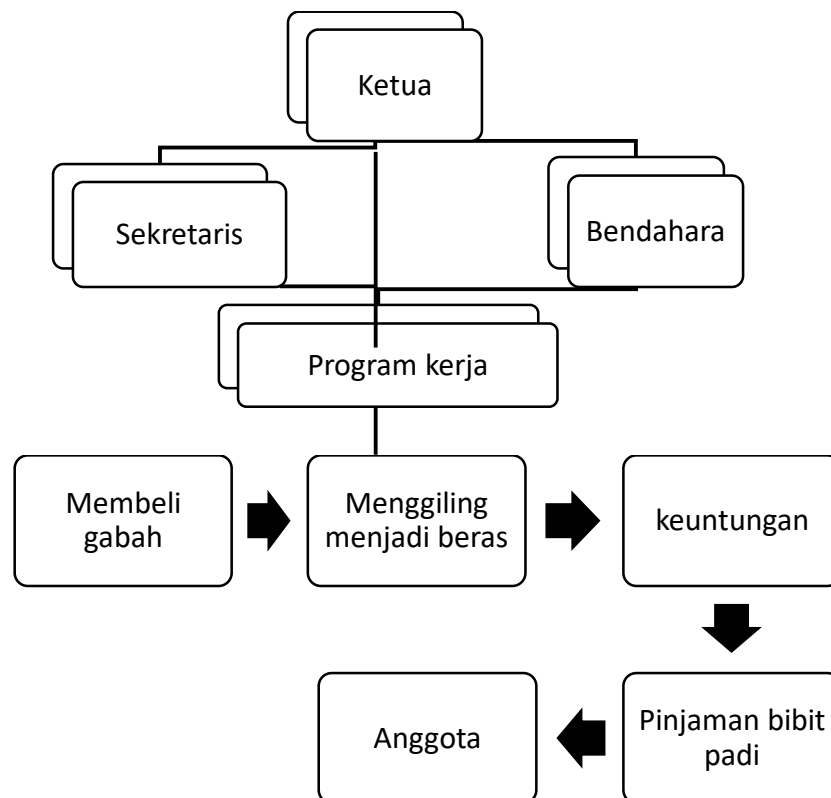 Ketua
Sekretaris
Bendahara
Program kerja
Membeli
gabah
Menggiling
menjadi beras
keuntungan
Anggota
Pinjaman bibit
padi